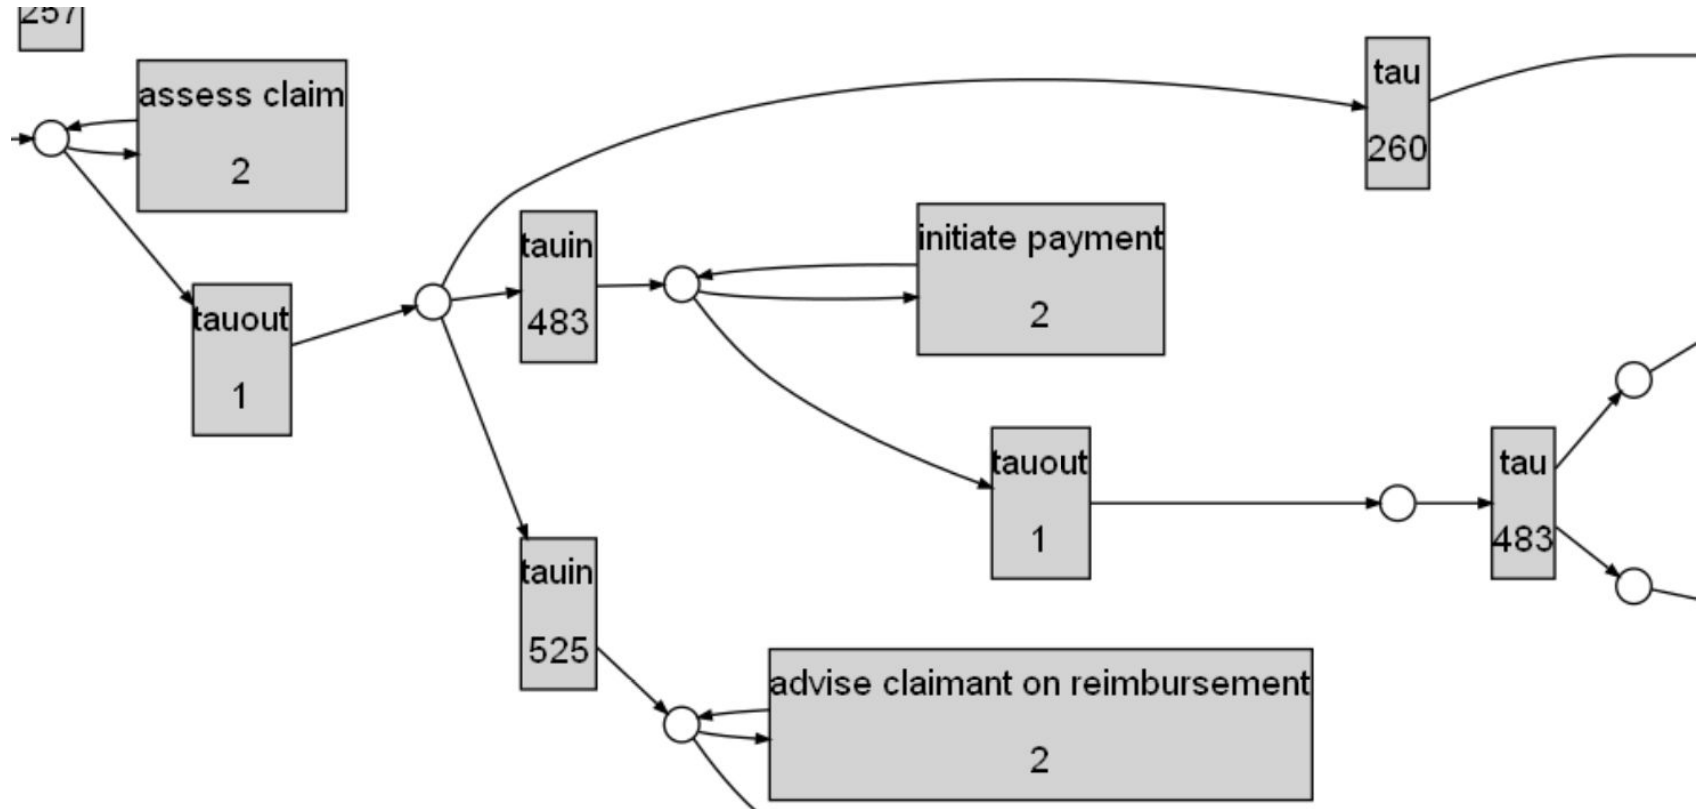 257
assess claim
2
tau
260
tauin
483
initiate payment
2
tauout
1
tauout
1
tau
483
tauin
525
advise claimant on reimbursement
2